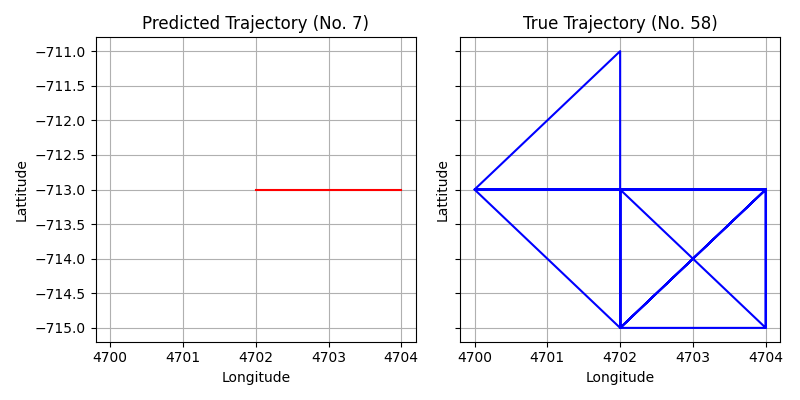 Predicted Trajectory (No. 7)
True Trajectory (No. 58)
−711.0
−711.5
−712.0
−712.5
−713.0
−713.5
−714.0
−714.5
−715.0
Lattitude
Lattitude
4700 4701 4702 4703 4704
4700 4701 4702 4703 4704
Longitude
Longitude